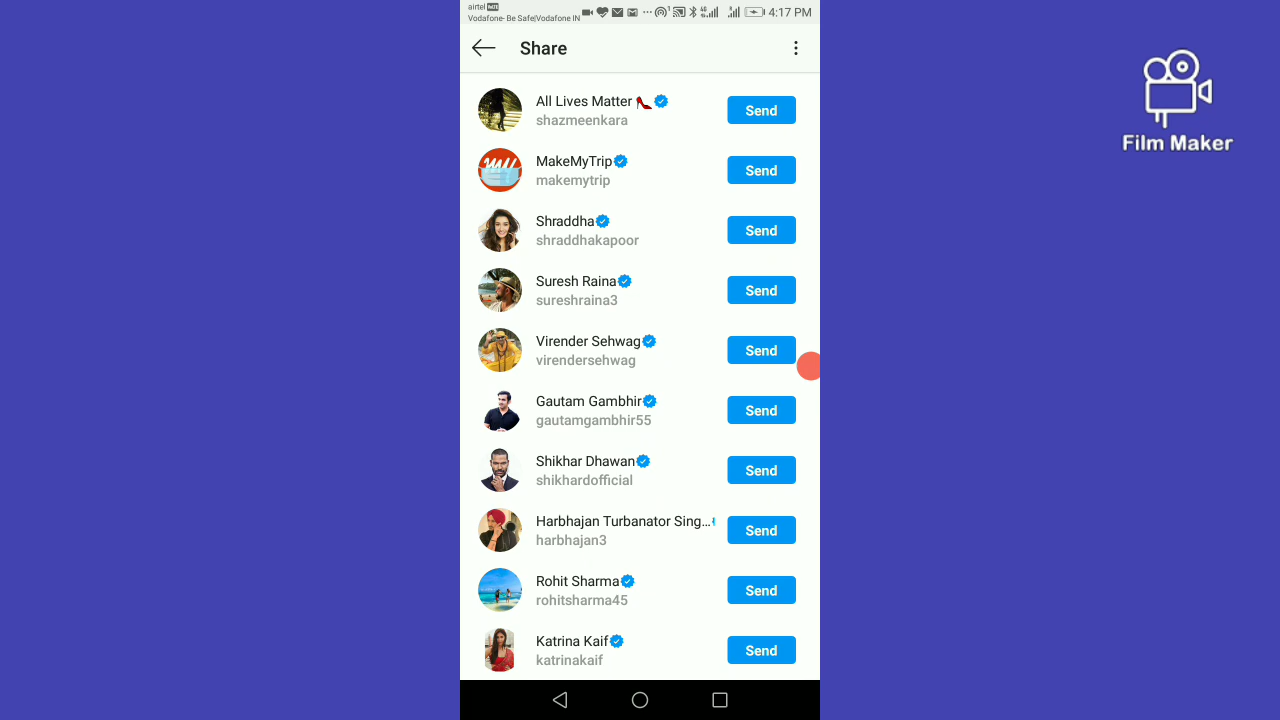 airtel VoLTE
Vodafone- Be Safe|Vodafone IN
4:17 PM
Share
All Lives Matter
shazmeenkara
Send
MakeMyTrip
makemytrip
Send
Shraddha
shraddhakapoor
Send
Suresh Raina
sureshraina3
Send
Virender Sehwag
virendersehwag
Send
Gautam Gambhir
gautamgambhir55
Send
Shikhar Dhawan
shikhardofficial
Send
Harbhajan Turbanator Sing...
harbhajan3
Send
Rohit Sharma
rohitsharma45
Send
Katrina Kaif
katrinakaif
Send
Film Maker